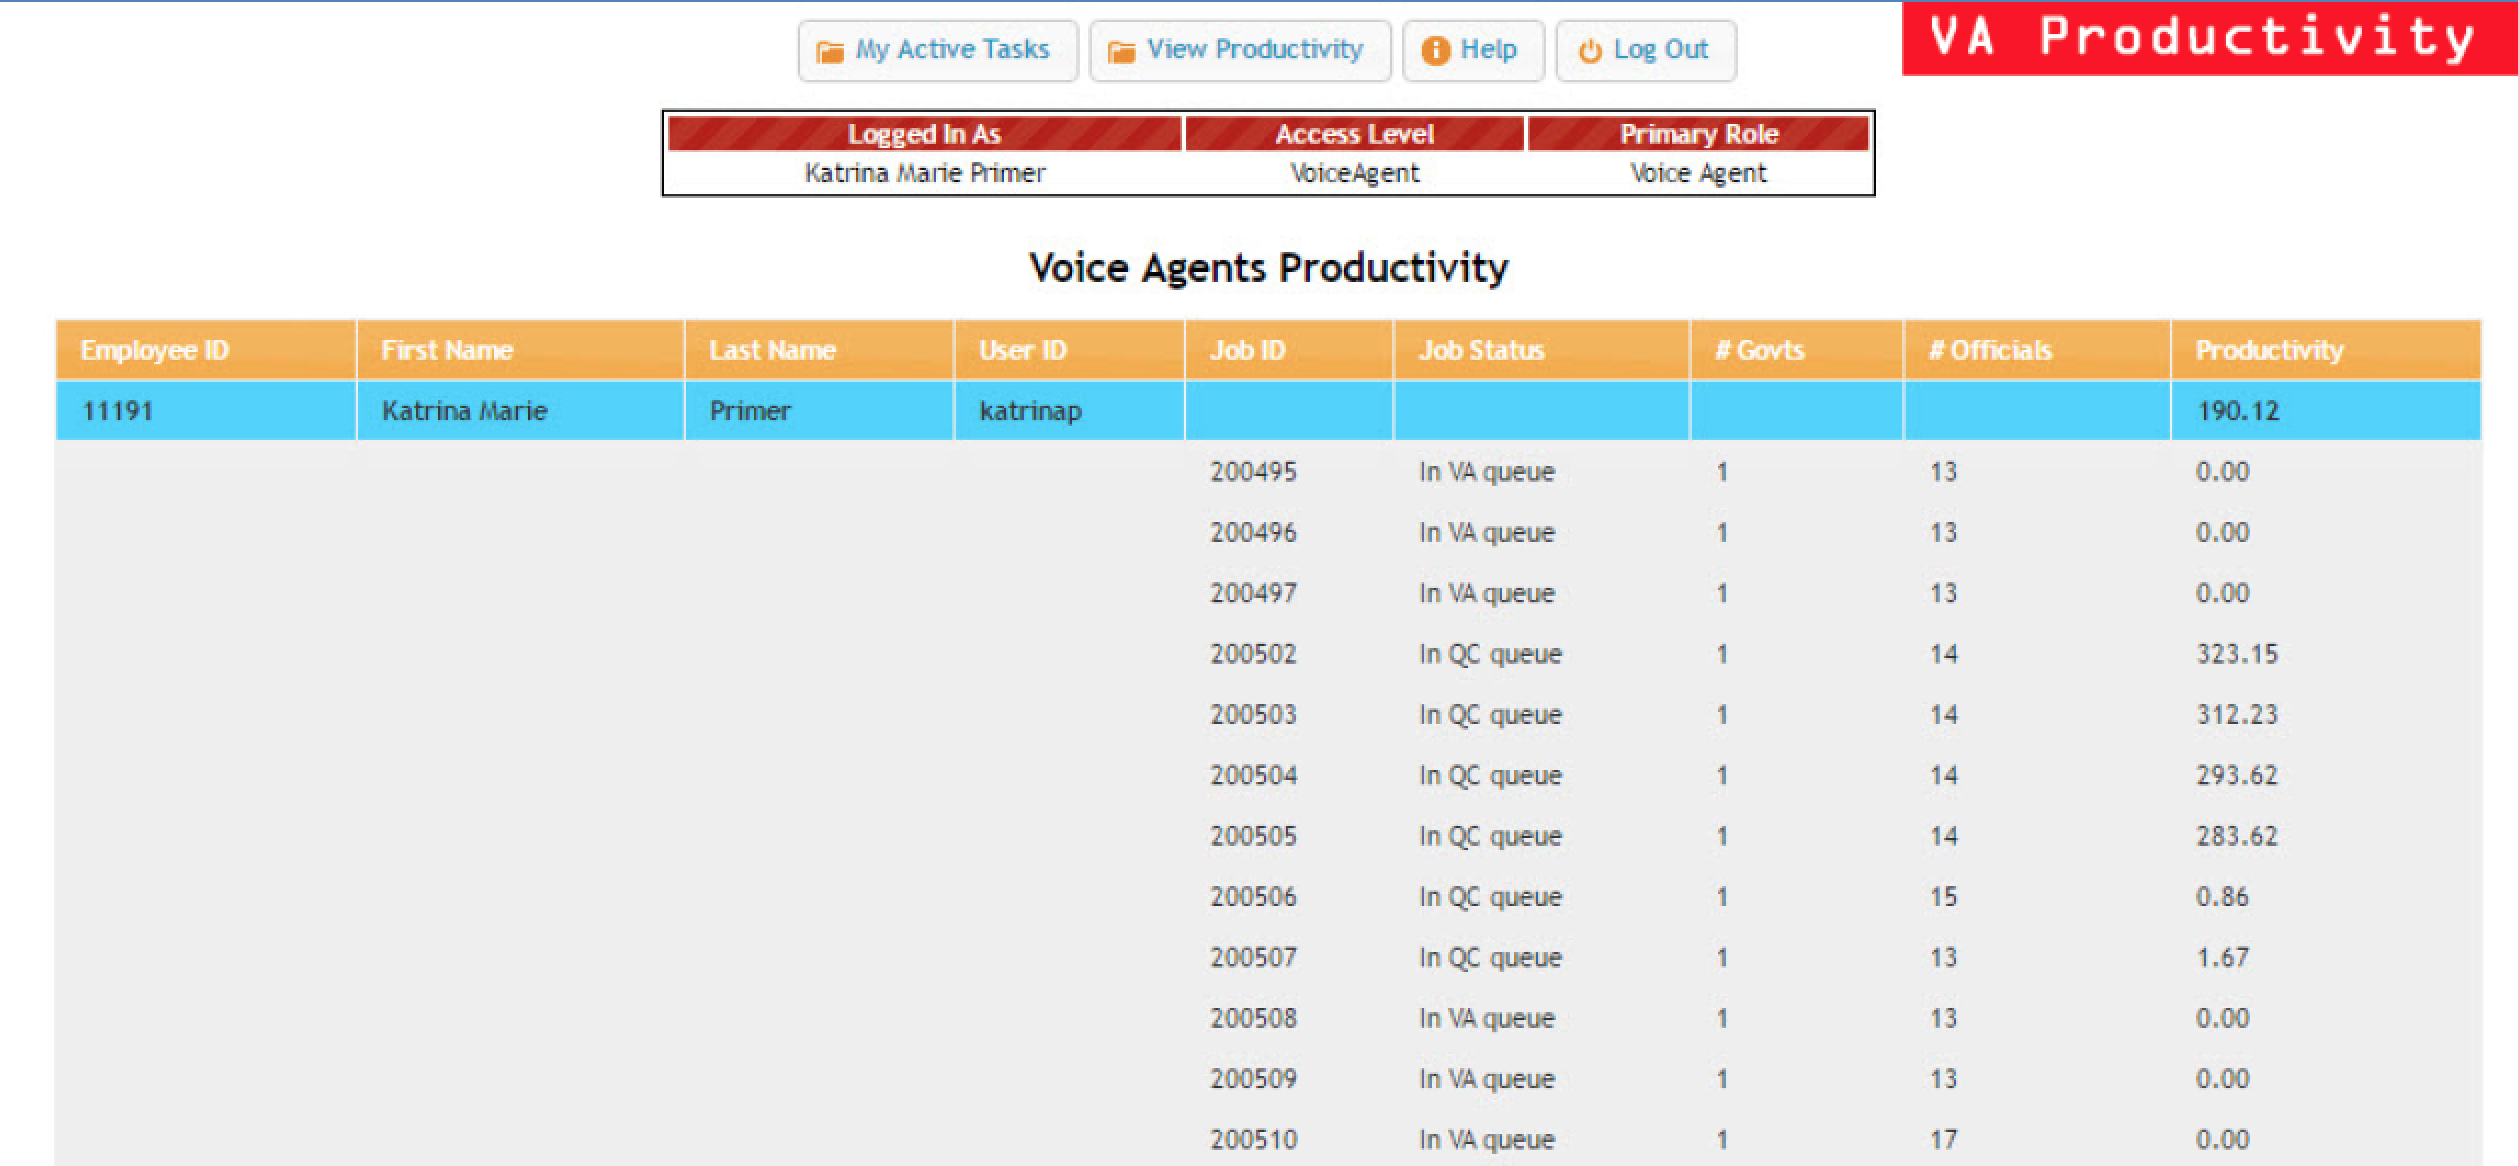 My Active Tasks View Productivity Help Log Out VA Productivity
Logged In As Access Level Primary Role
Katrina Marie Primer VoiceAgent Voice Agent
Voice Agents Productivity
Employee ID First Name Last Name User ID Job ID Job Status # Govts # Officials Productivity
11191 Katrina Marie Primer katrinap 190.12
200495 In VA queue 1 13 0.00
200496 In VA queue 1 13 0.00
200497 In VA queue 1 13 0.00
200502 In QC queue 1 14 323.15
200503 In QC queue 1 14 312.23
200504 In QC queue 1 14 293.62
200505 In QC queue 1 14 283.62
200506 In QC queue 1 15 0.86
200507 In QC queue 1 13 1.67
200508 In VA queue 1 13 0.00
200509 In VA queue 1 13 0.00
200510 In VA queue 1 17 0.00